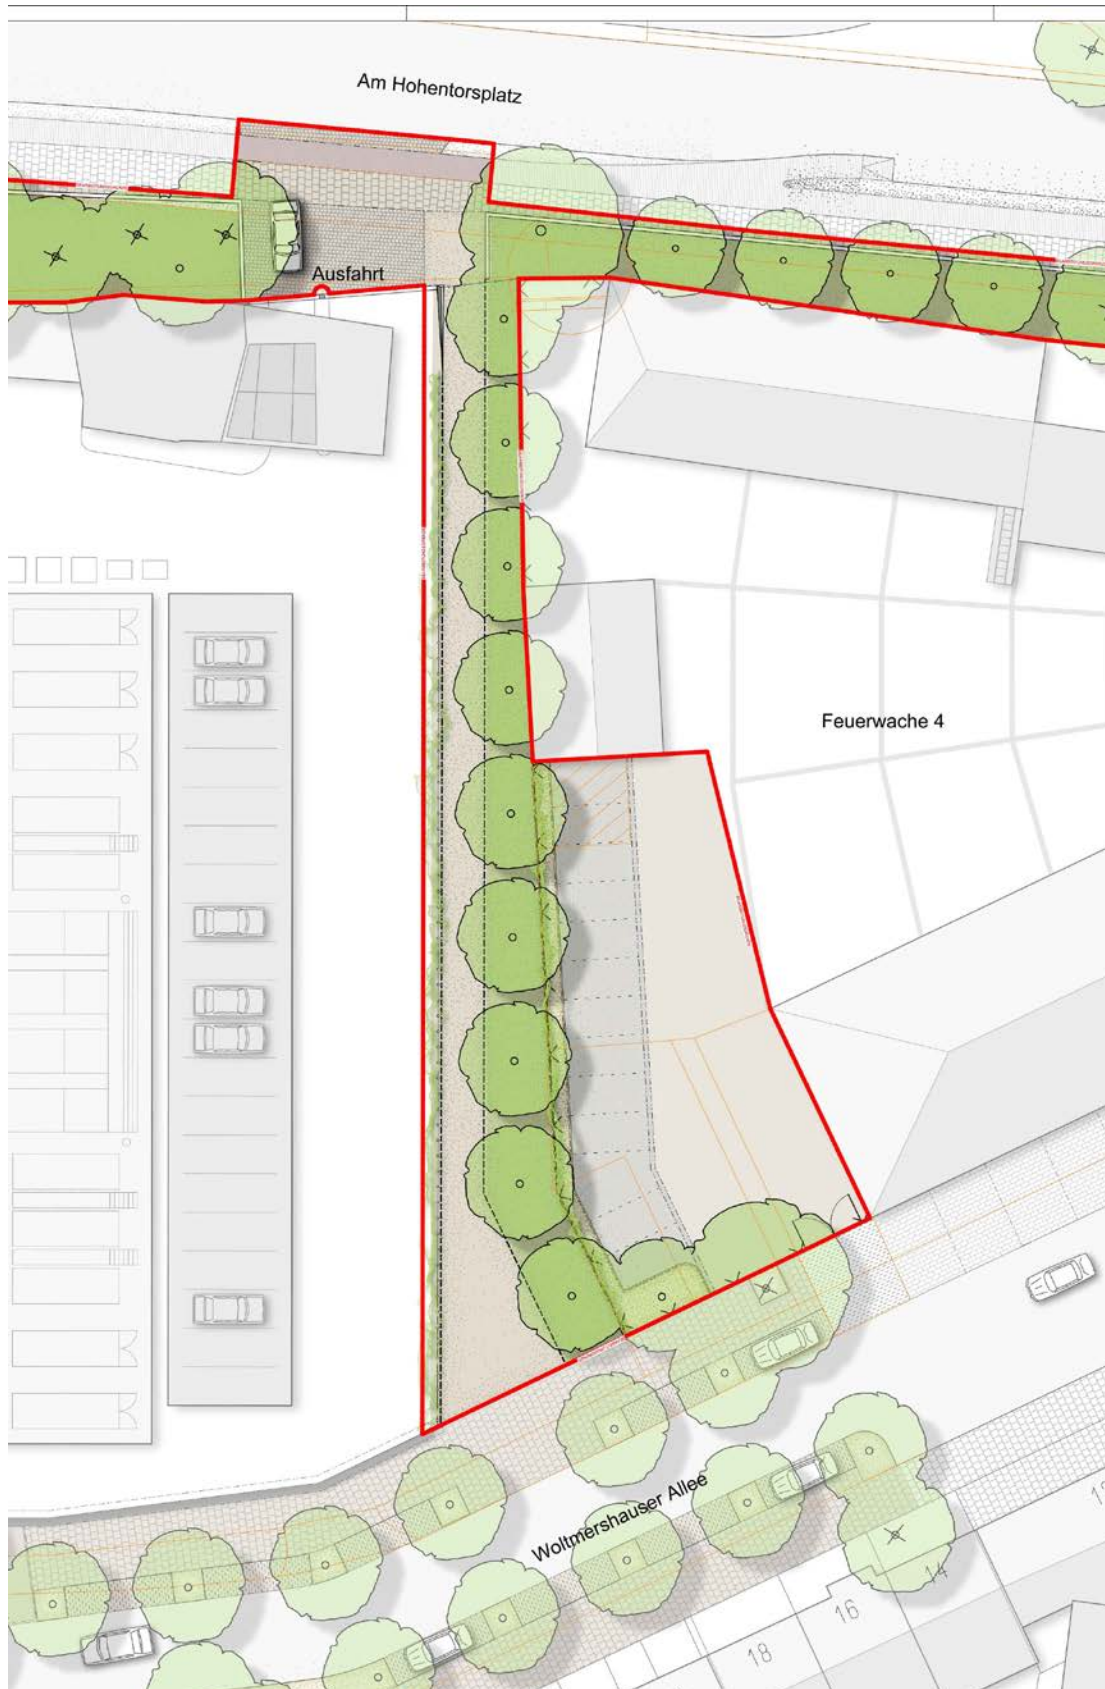 Am Hohentorsplatz
Ausfahrt
Feuerwache 4
Woltmershauser Allee
14
16
18